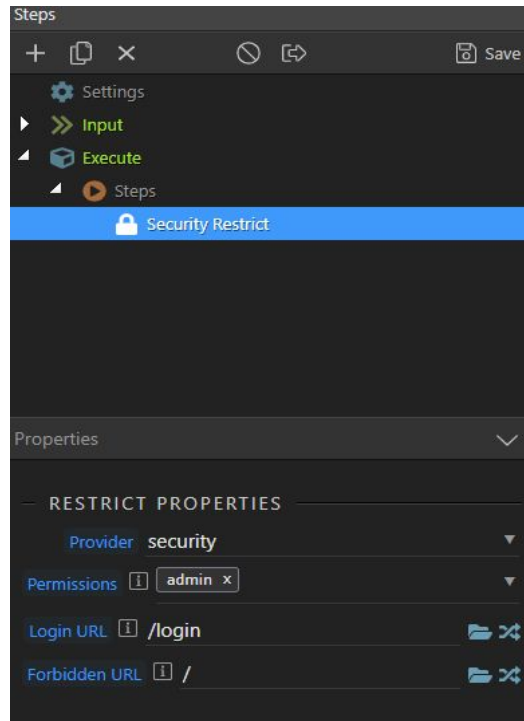 Steps
Save
Settings
Input
Execute
Steps
Security Restrict
Properties
RESTRICT PROPERTIES
Provider security
Permissions i admin x
Login URL i /login
Forbidden URL i /